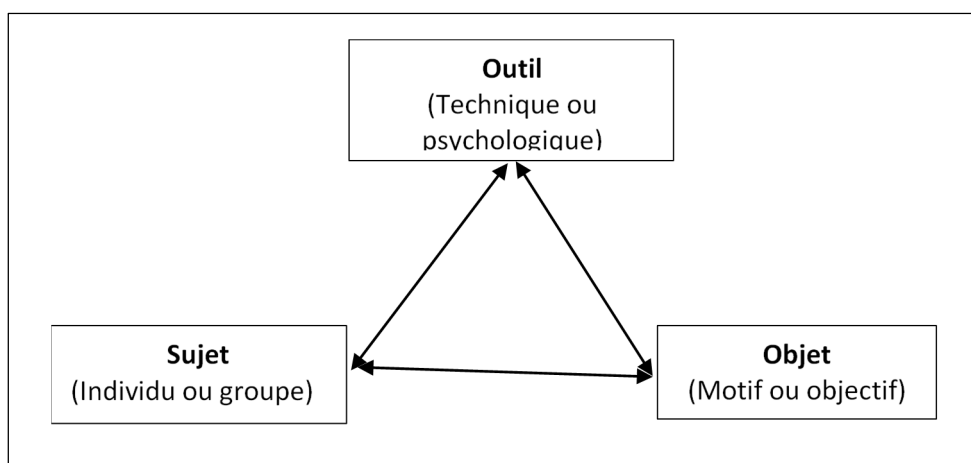 Outil
(Technique ou
psychologique)
Sujet
(Individu ou groupe)
Objet
(Motif ou objectif)